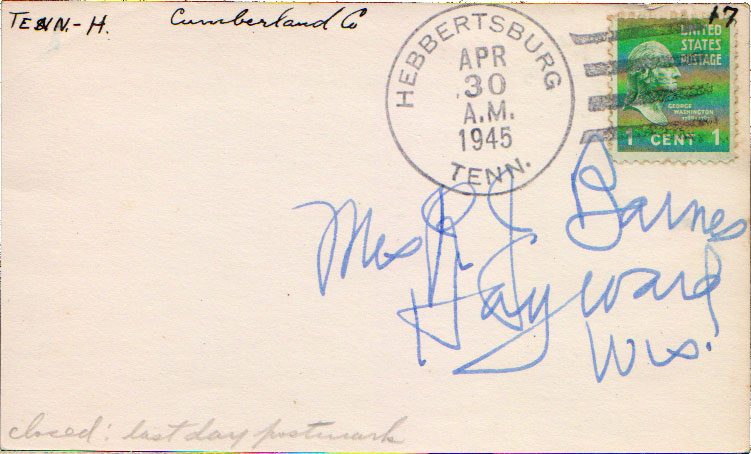 TENN.-H. Cumberland Co 17
HEBBERTSBURG
APR
30
A.M.
1945
TENN.
UNITED
STATES
POSTAGE
GEORGE
WASHINGTON
1 CENT 1
Mrs R J Barnes
Hayward
Wis.
closed: last day postmark